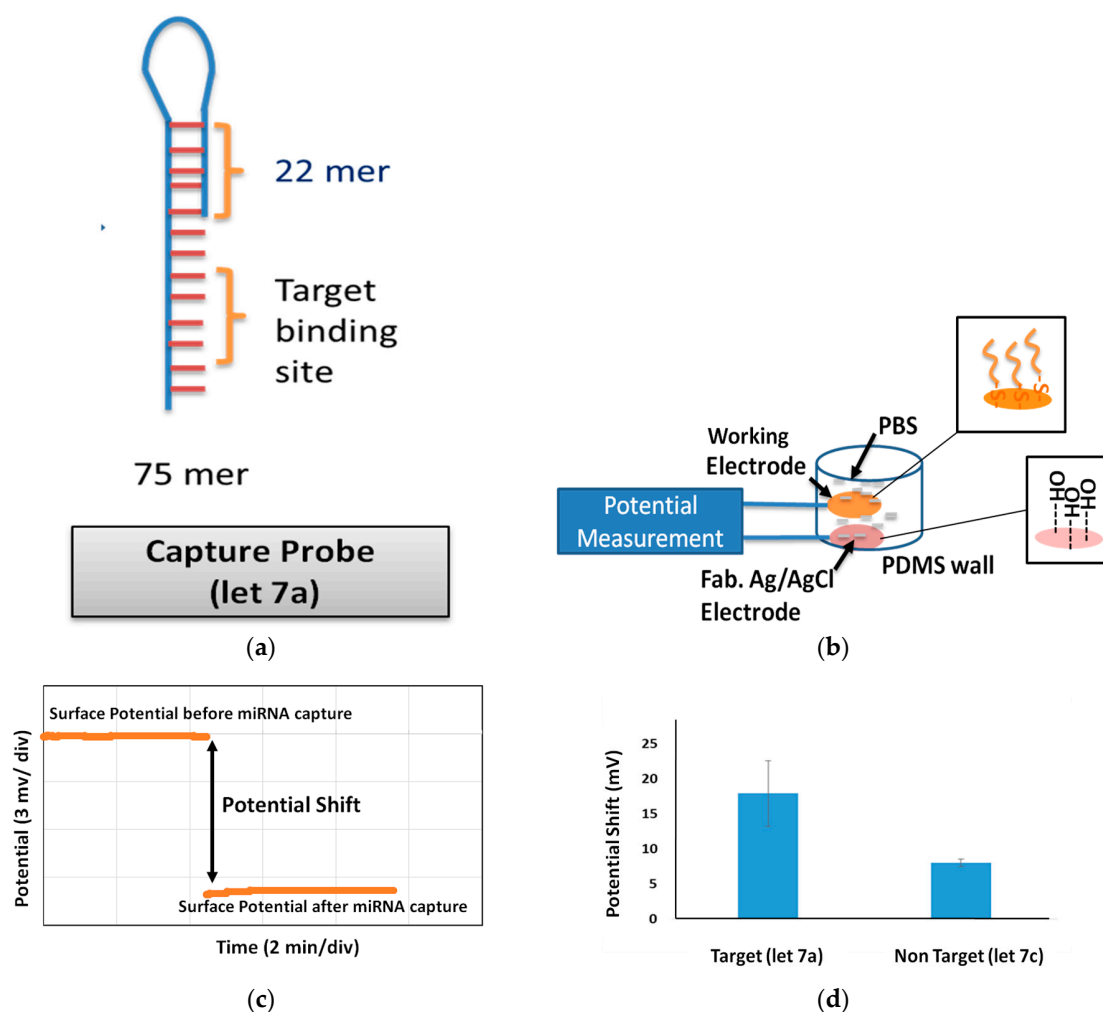 22 mer
Target
binding
site
75 mer
Capture Probe
(let 7a)
(a)
Working
Electrode
PBS
Potential
Measurement
Fab. Ag/AgCl
Electrode
PDMS wall
-S-
-S-
-S-
HO
HO
HO
(b)
Potential (3 mv/ div)
Surface Potential before miRNA capture
Potential Shift
Surface Potential after miRNA capture
Time (2 min/div)
(c)
Potential Shift (mV)
25
20
15
10
5
0
Target (let 7a)
Non Target (let 7c)
(d)